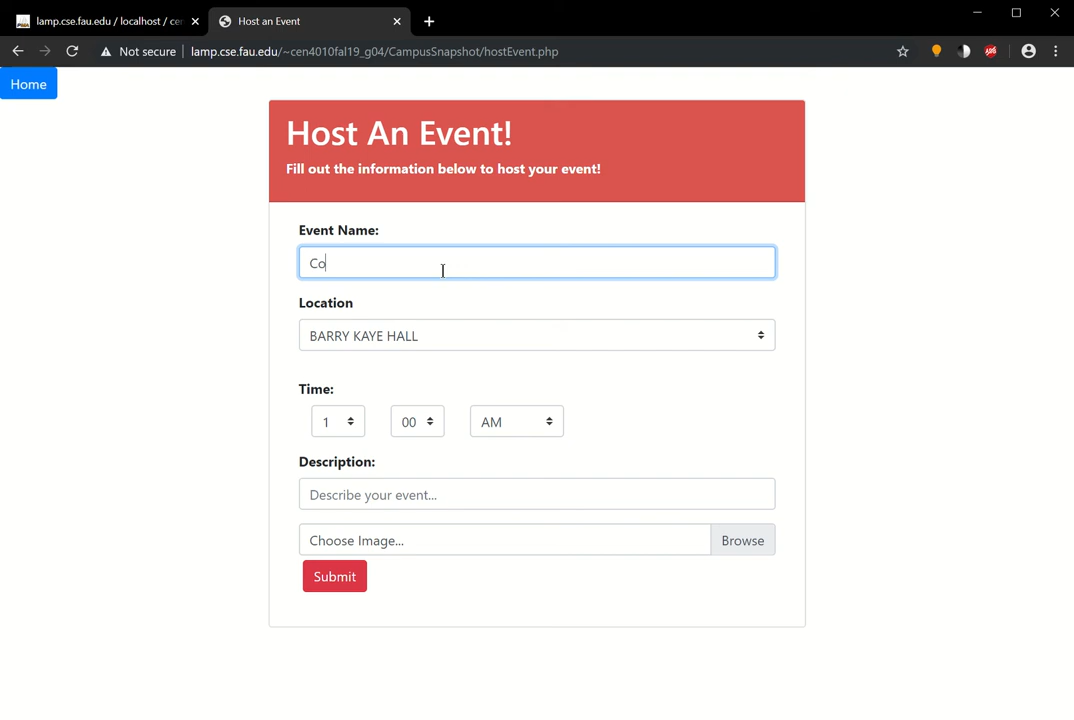 lamp.cse.fau.edu / localhost / cen
Host an Event
Not secure
lamp.cse.fau.edu/~cen4010fal19_g04/CampusSnapshot/hostEvent.php
Home
Host An Event!
Fill out the information below to host your event!
Event Name:
Co
Location
BARRY KAYE HALL
Time:
1 00 AM
Description:
Describe your event...
Choose Image... Browse
Submit